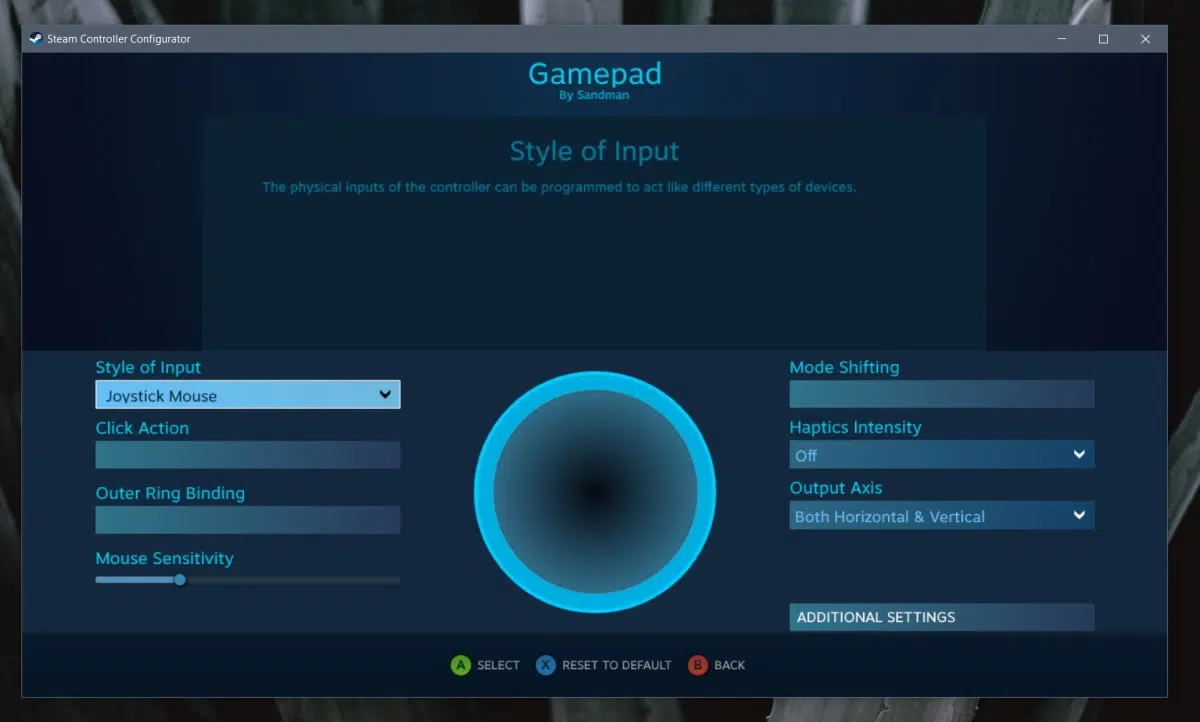 Steam Controller Configurator
Gamepad
By Sandman
Style of Input
The physical inputs of the controller can be programmed to act like different types of devices.
Style of Input
Joystick Mouse
Click Action
Outer Ring Binding
Mouse Sensitivity
Mode Shifting
Haptics Intensity
Off
Output Axis
Both Horizontal & Vertical
ADDITIONAL SETTINGS
A SELECT X RESET TO DEFAULT B BACK